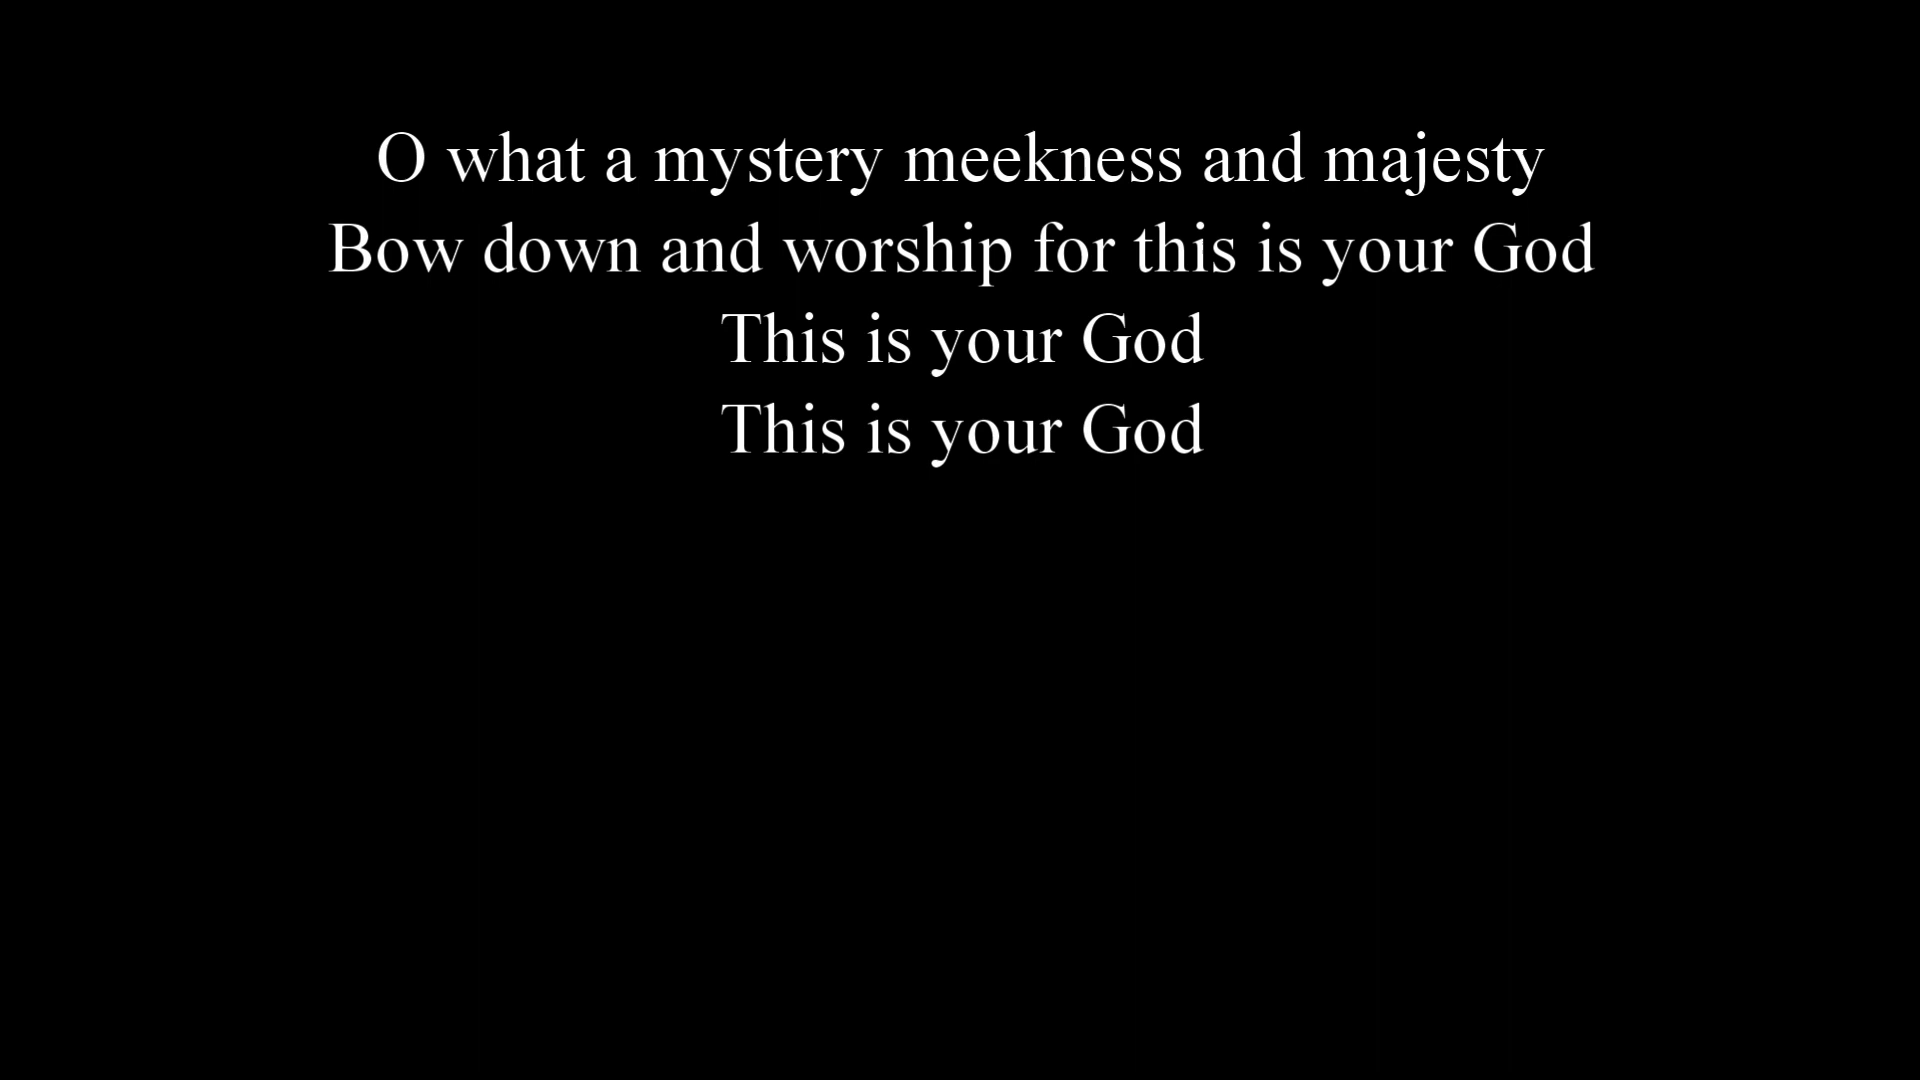 O what a mystery meekness and majesty
Bow down and worship for this is your God
This is your God
This is your God